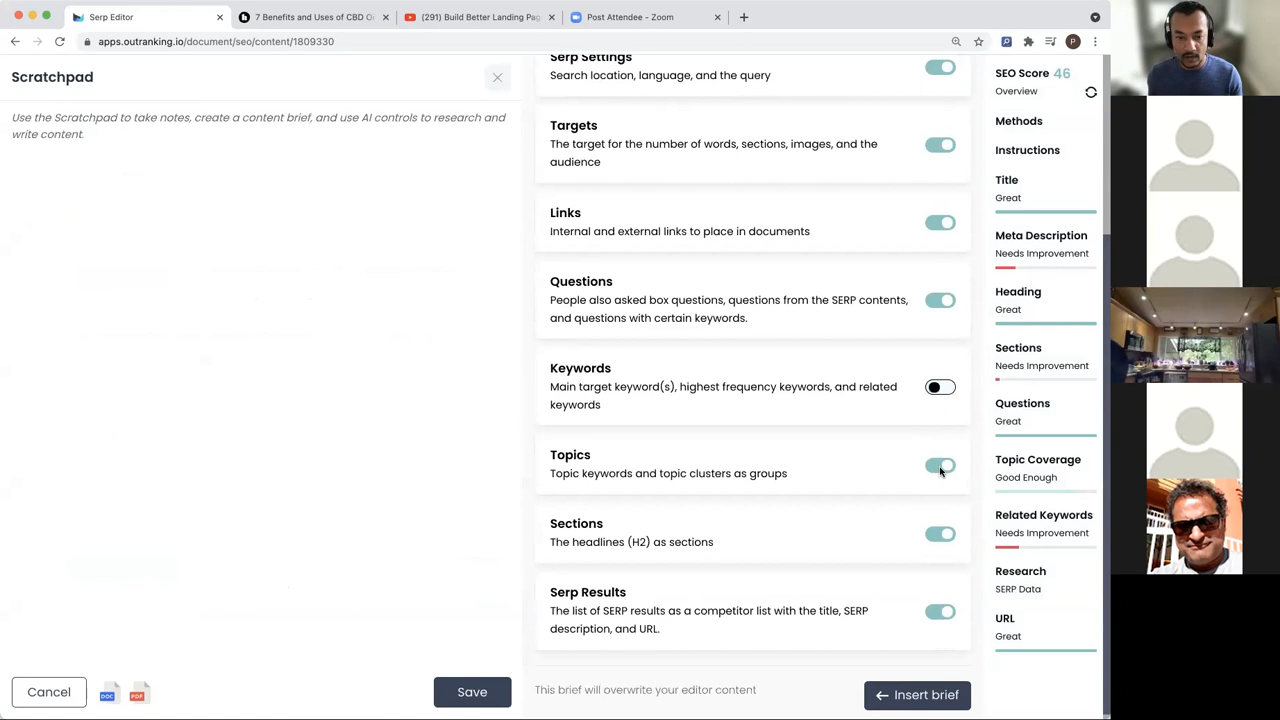 Serp Editor
7 Benefits and Uses of CBD O
(291) Build Better Landing Pag
Post Attendee - Zoom
apps.outranking.io/document/seo/content/1809330
P
Scratchpad
Use the Scratchpad to take notes, create a content brief, and use AI controls to research and
write content.
Cancel
DOC
PDF
Save
Serp Settings
Search location, language, and the query
Targets
The target for the number of words, sections, images, and the
audience
Links
Internal and external links to place in documents
Questions
People also asked box questions, questions from the SERP contents,
and questions with certain keywords.
Keywords
Main target keyword(s), highest frequency keywords, and related
keywords
Topics
Topic keywords and topic clusters as groups
Sections
The headlines (H2) as sections
Serp Results
The list of SERP results as a competitor list with the title, SERP
description, and URL.
This brief will overwrite your editor content
Insert brief
SEO Score 46
Overview
Methods
Instructions
Title
Great
Meta Description
Needs Improvement
Heading
Great
Sections
Needs Improvement
Questions
Great
Topic Coverage
Good Enough
Related Keywords
Needs Improvement
Research
SERP Data
URL
Great